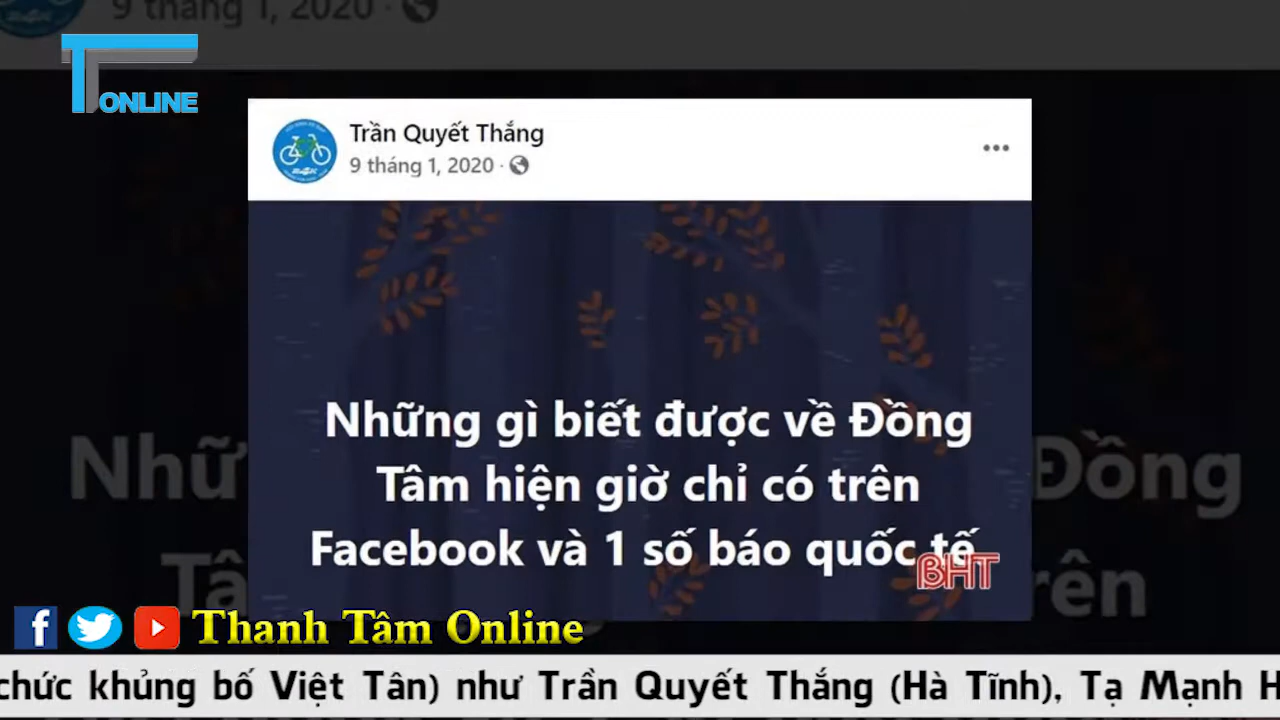 9 tháng 1, 2020
T ONLINE
Trần Quyết Thắng
9 tháng 1, 2020
24K
Những gì biết được về Đồng
Tâm hiện giờ chỉ có trên
Facebook và 1 số báo quốc tế
BHT
Thanh Tâm Online
chức khủng bố Việt Tân) như Trần Quyết Thắng (Hà Tĩnh), Tạ Mạnh H